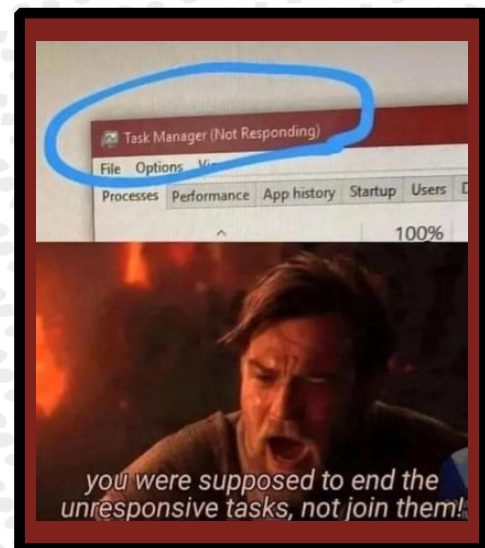 Task Manager (Not Responding)
File Options
Processes Performance App history Startup Users
100%
you were supposed to end the
unresponsive tasks, not join them!